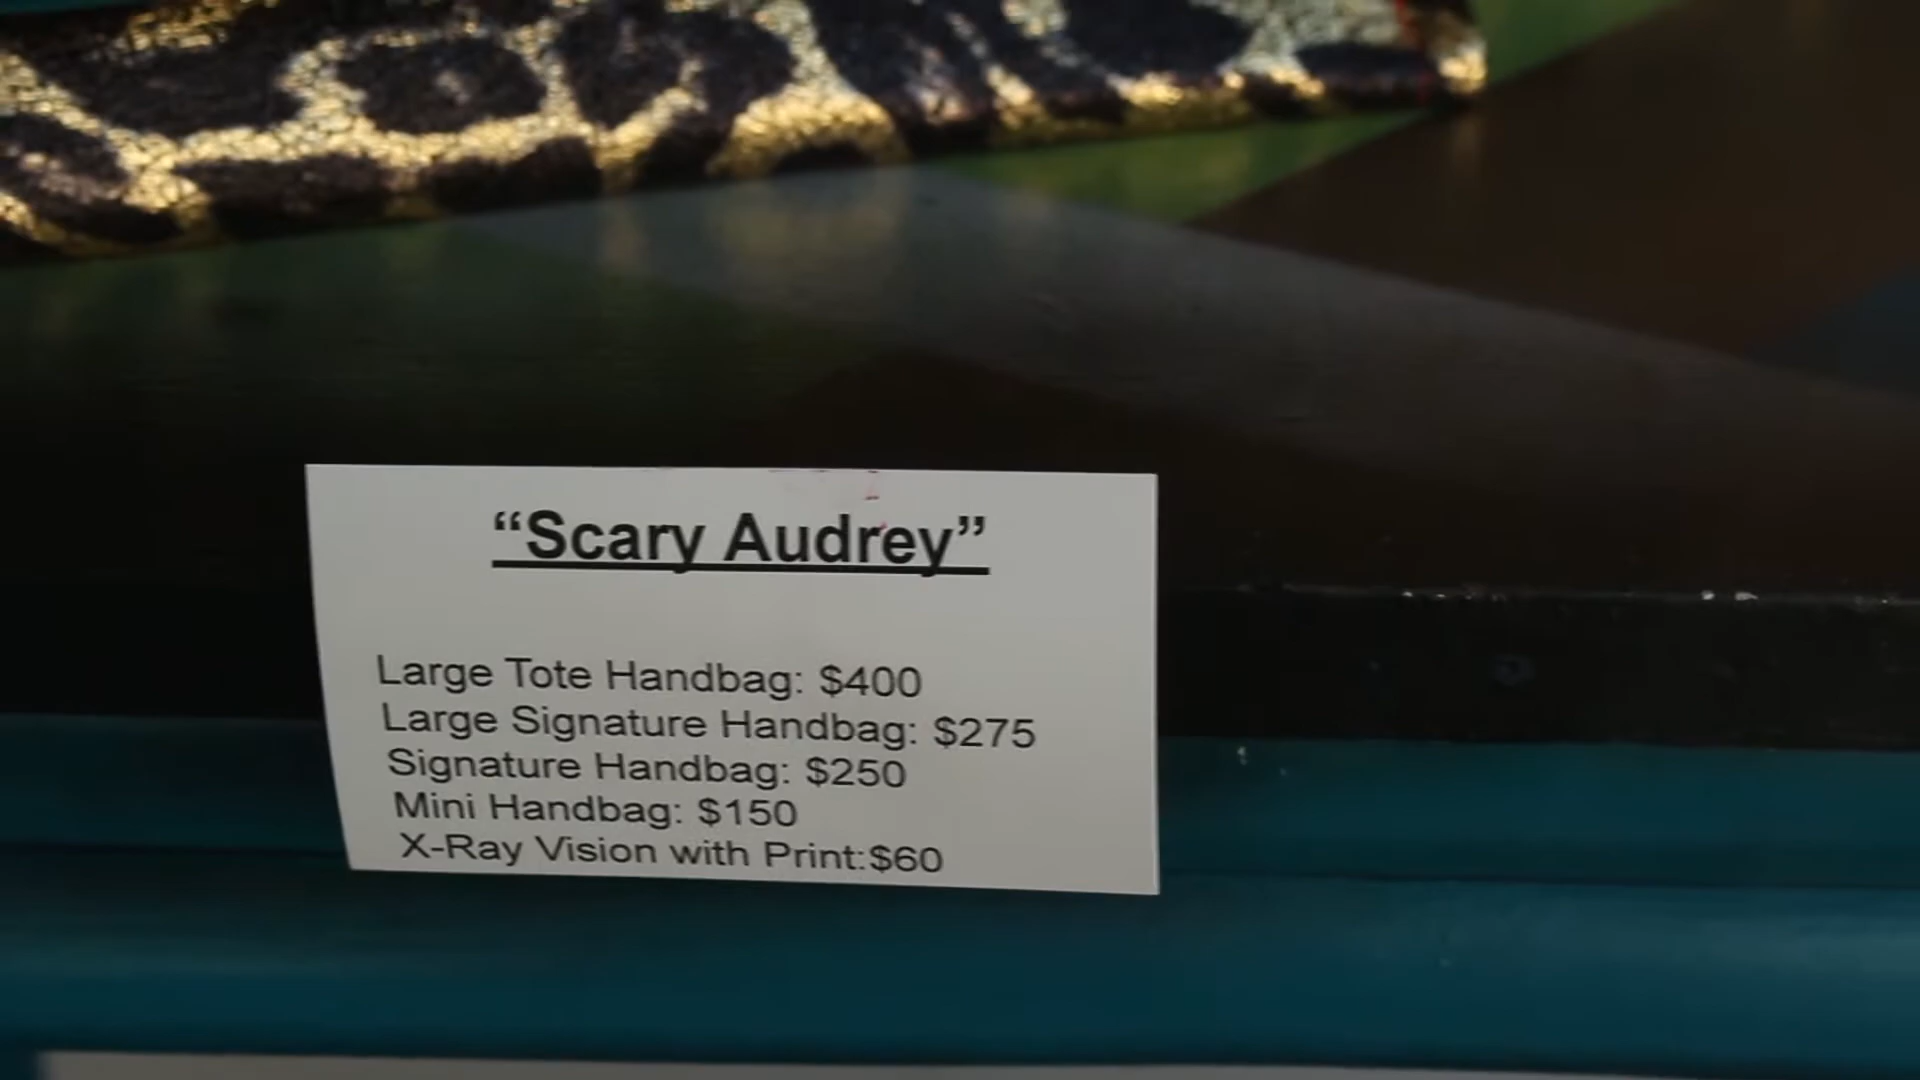 “Scary Audrey”
Large Tote Handbag: $400
Large Signature Handbag: $275
Signature Handbag: $250
Mini Handbag: $150
X-Ray Vision with Print:$60